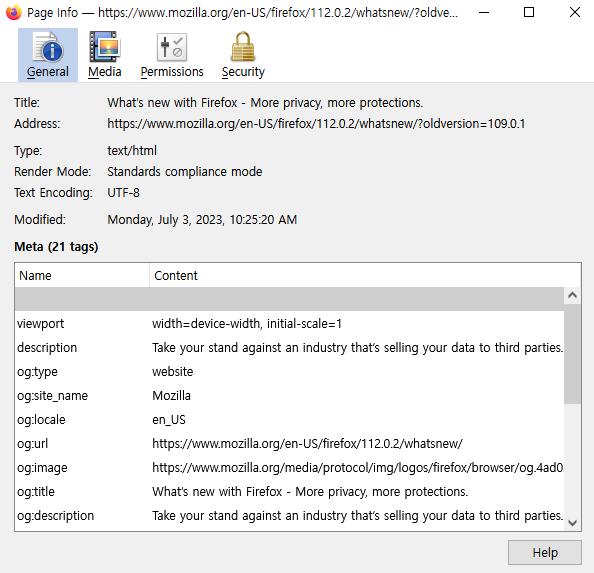 Page Info — https://www.mozilla.org/en-US/firefox/112.0.2/whatsnew/?oldve...
General Media Permissions Security
Title: What's new with Firefox - More privacy, more protections.
Address: https://www.mozilla.org/en-US/firefox/112.0.2/whatsnew/?oldversion=109.0.1
Type: text/html
Render Mode: Standards compliance mode
Text Encoding: UTF-8
Modified: Monday, July 3, 2023, 10:25:20 AM
Meta (21 tags)
Name Content
viewport width=device-width, initial-scale=1
description Take your stand against an industry that's selling your data to third parties.
og:type website
og:site_name Mozilla
og:locale en_US
og:url https://www.mozilla.org/en-US/firefox/112.0.2/whatsnew/
og:image https://www.mozilla.org/media/protocol/img/logos/firefox/browser/og.4ad0
og:title What's new with Firefox - More privacy, more protections.
og:description Take your stand against an industry that's selling your data to third parties.
Help